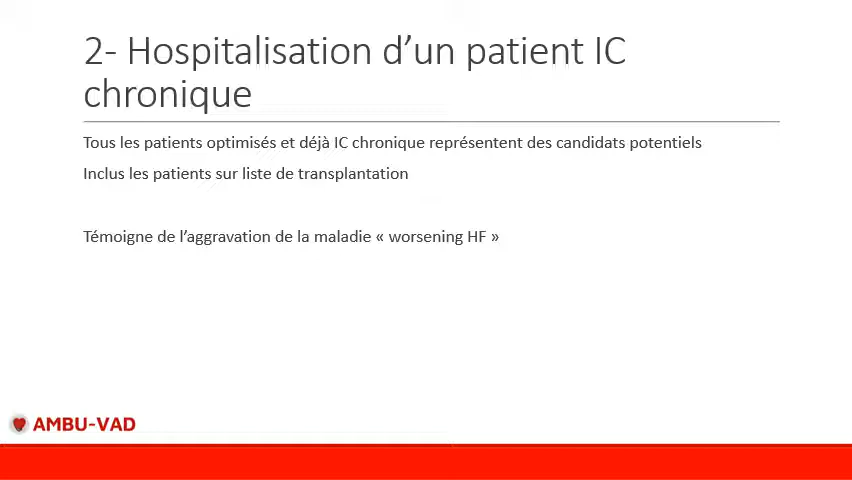 2- Hospitalisation d’un patient IC
chronique
Tous les patients optimisés et déjà IC chronique représentent des candidats potentiels
Inclus les patients sur liste de transplantation
Témoigne de l’aggravation de la maladie « worsening HF »
AMBU-VAD